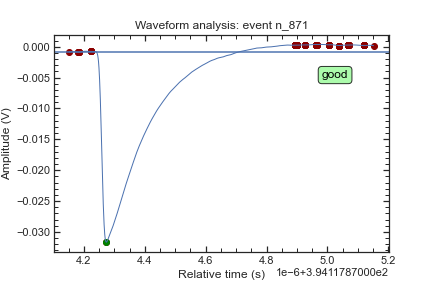 Waveform analysis: event n_871
0.000
−0.005
−0.010
−0.015
−0.020
−0.025
−0.030
Amplitude (V)
good
4.2
4.4
4.6
4.8
5.0
5.2
Relative time (s)
1e−6+3.9411787000e2